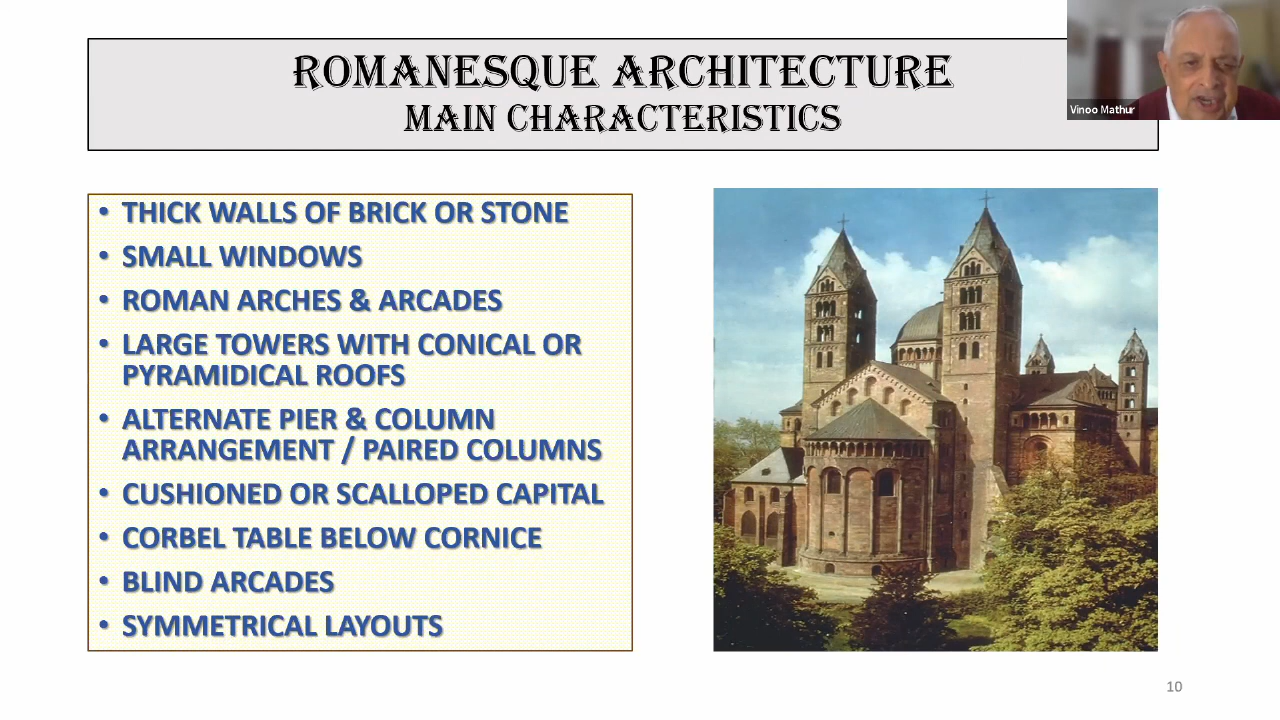 ROMANESQUE ARCHITECTURE
MAIN CHARACTERISTICS
Vinoo Mathur
• THICK WALLS OF BRICK OR STONE
• SMALL WINDOWS
• ROMAN ARCHES & ARCADES
• LARGE TOWERS WITH CONICAL OR
PYRAMIDICAL ROOFS
• ALTERNATE PIER & COLUMN
ARRANGEMENT / PAIRED COLUMNS
• CUSHIONED OR SCALLOPED CAPITAL
• CORBEL TABLE BELOW CORNICE
• BLIND ARCADES
• SYMMETRICAL LAYOUTS
10